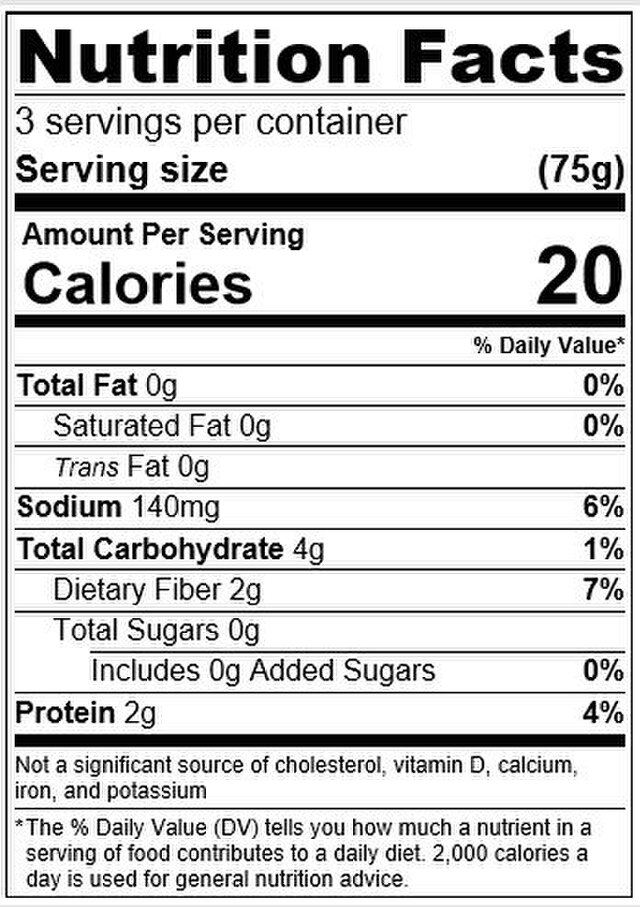 Nutrition Facts
3 servings per container
Serving size (75g)
Amount Per Serving
Calories 20
% Daily Value*
Total Fat 0g 0%
Saturated Fat 0g 0%
Trans Fat 0g
Sodium 140mg 6%
Total Carbohydrate 4g 1%
Dietary Fiber 2g 7%
Total Sugars 0g
Includes 0g Added Sugars 0%
Protein 2g 4%
Not a significant source of cholesterol, vitamin D, calcium,
iron, and potassium
*The % Daily Value (DV) tells you how much a nutrient in a
serving of food contributes to a daily diet. 2,000 calories a
day is used for general nutrition advice.